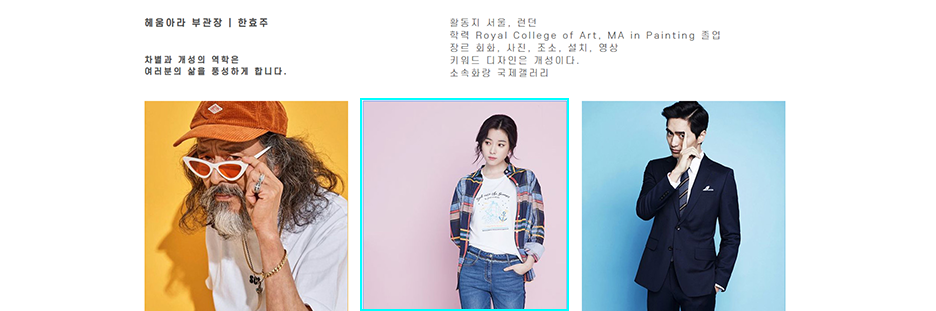 헤움아라 부관장 | 한효주
차별과 개성의 역학은
여러분의 삶을 풍성하게 합니다.
활동지 서울, 런던
학력 Royal College of Art, MA in Painting 졸업
장르 회화, 사진, 조소, 설치, 영상
키워드 디자인은 개성이다.
소속화랑 국제갤러리